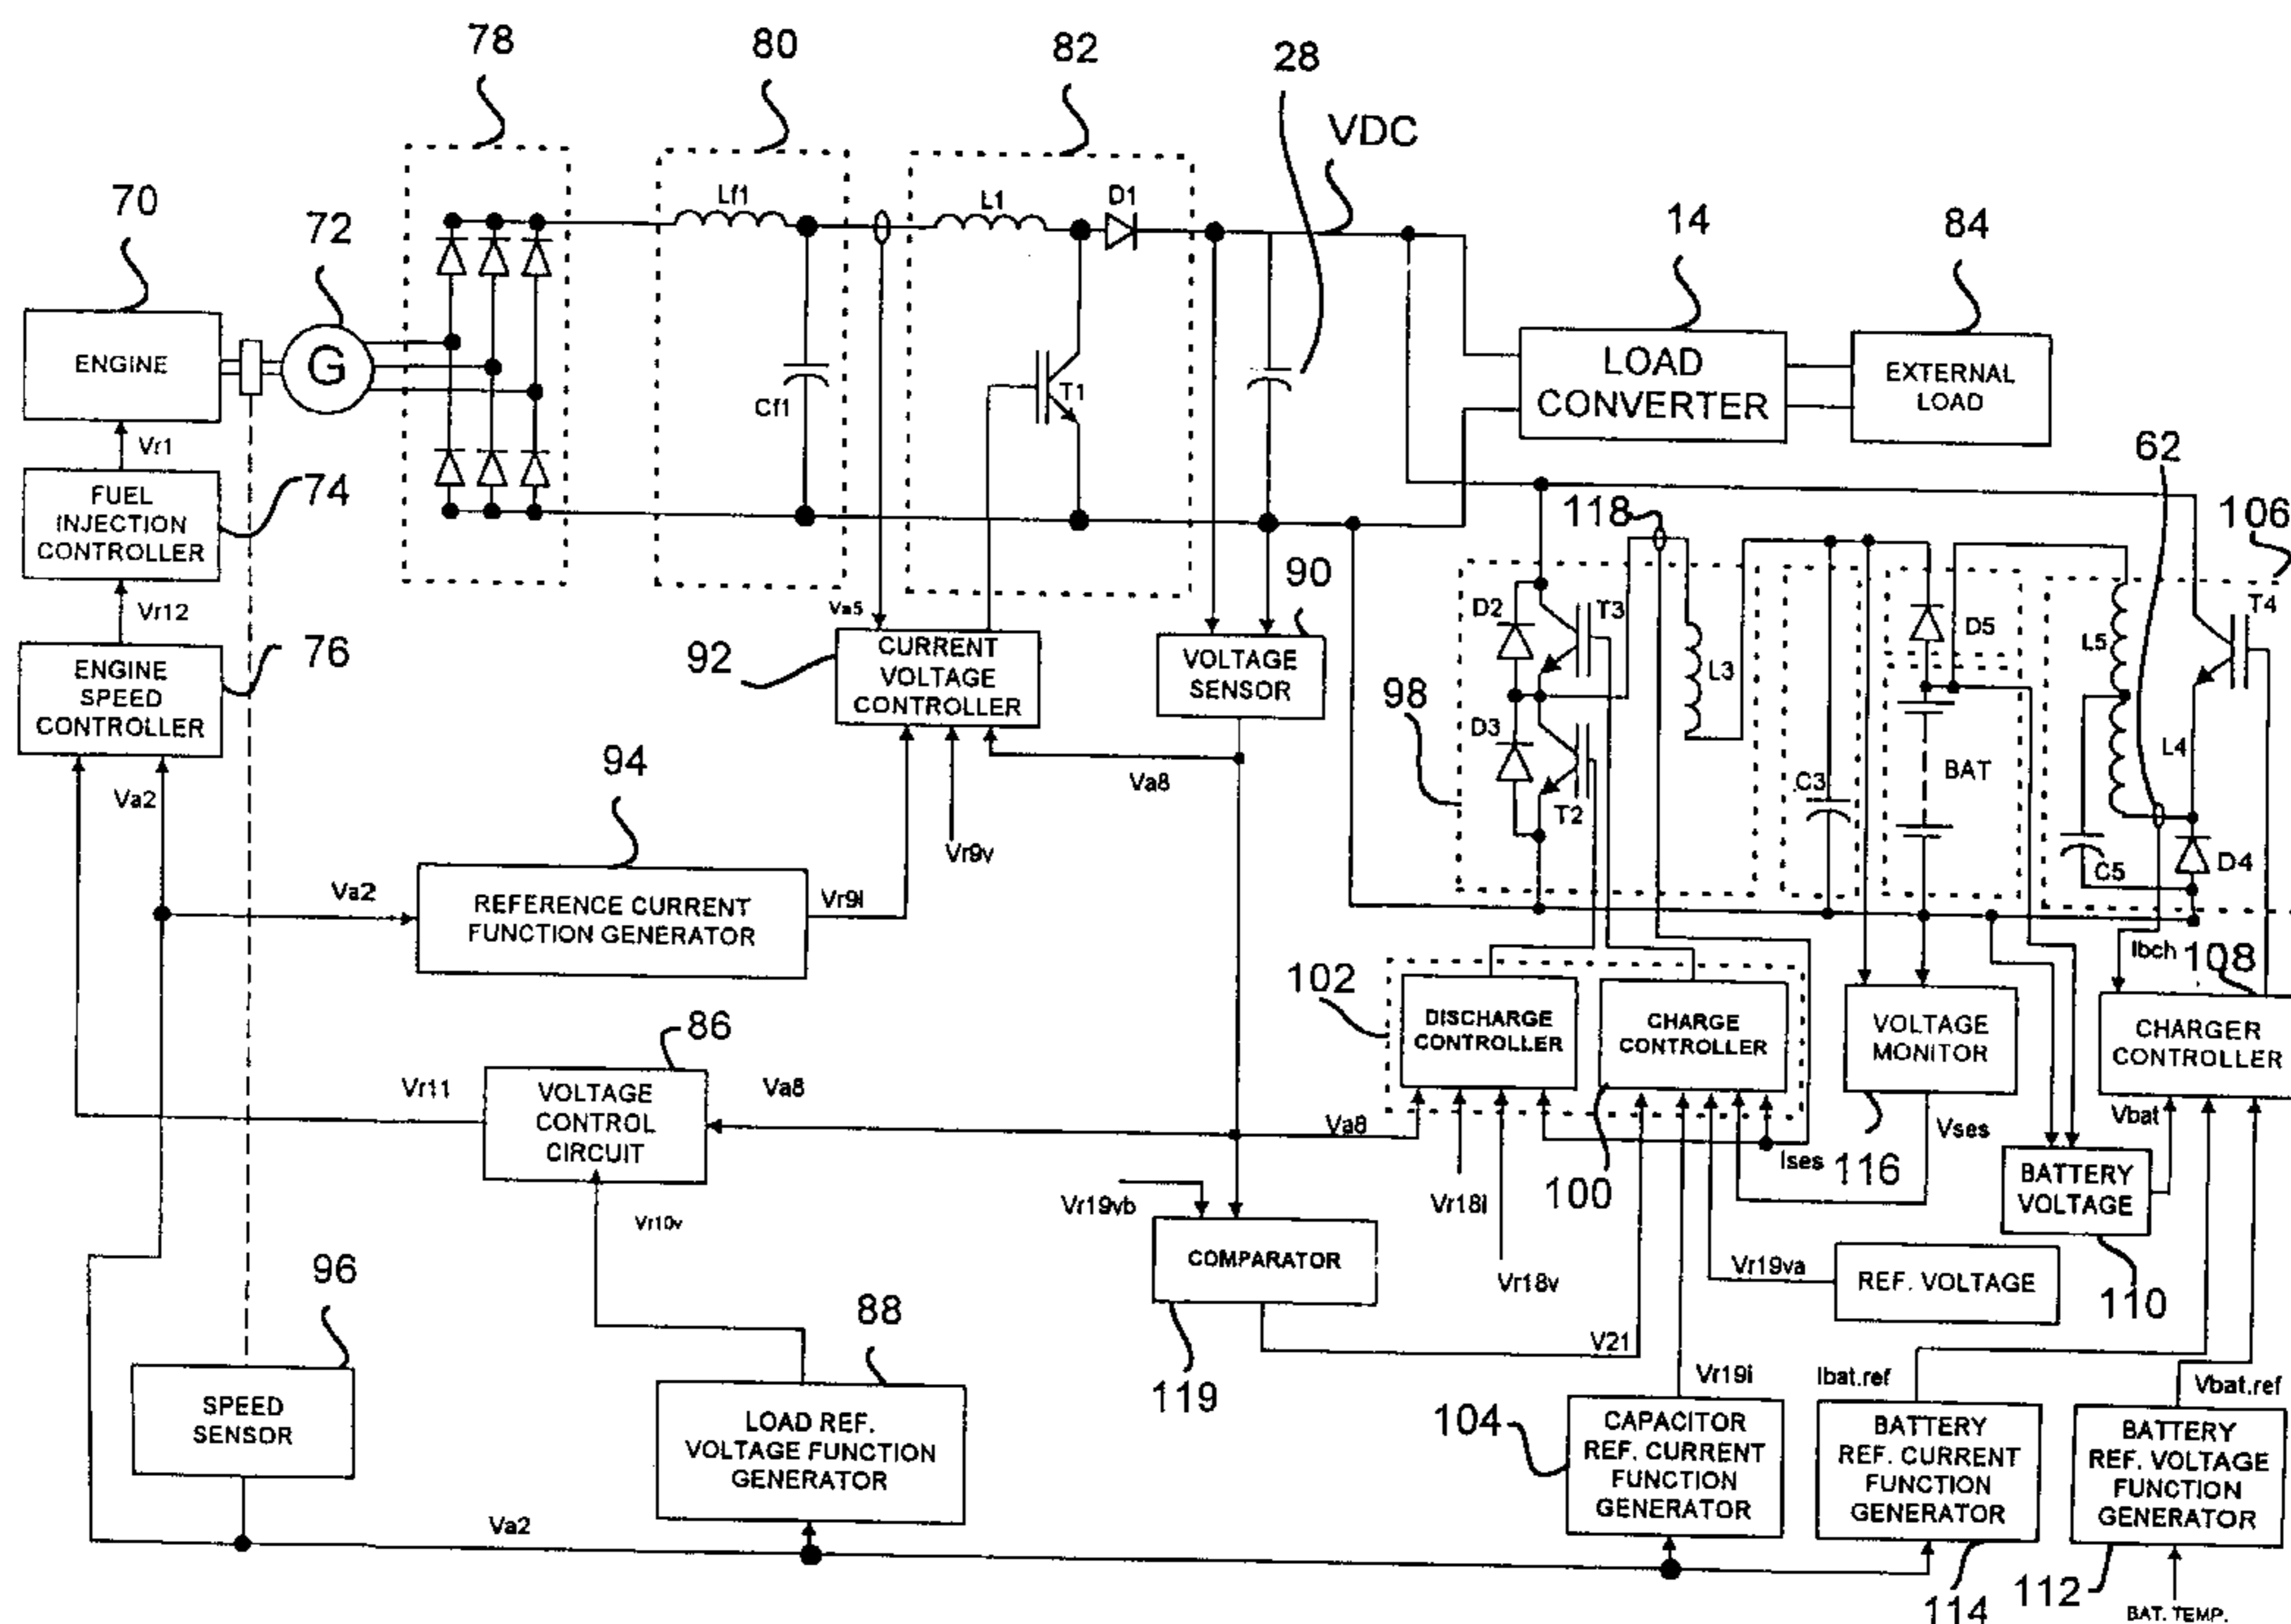 78
80
82
28
VDC
70
72
14
84
Lf1
L1
D1
ENGINE
G
Cf1
T1
LOAD
CONVERTER
EXTERNAL
LOAD
62
Vr1
FUEL
INJECTION
CONTROLLER
74
118
106
Vr12
ENGINE
SPEED
CONTROLLER
76
Va5
92
CURRENT
VOLTAGE
CONTROLLER
90
VOLTAGE
SENSOR
98
D2
T3
L3
D5
L5
T4
D3
T2
C3
BAT
L4
C5
D4
Va2
94
Va8
Vr9v
Va2
REFERENCE CURRENT
FUNCTION GENERATOR
Vr9i
Ibch
108
102
DISCHARGE
CONTROLLER
CHARGE
CONTROLLER
VOLTAGE
MONITOR
CHARGER
CONTROLLER
86
Vr11
VOLTAGE
CONTROL
CIRCUIT
Va8
Va8
Vbat
Vses
Ises
116
100
BATTERY
VOLTAGE
Vr10v
Vr19vb
Vr18i
COMPARATOR
Vr18v
Vr19va
REF. VOLTAGE
110
96
88
119
V21
Vr19i
Ibat.ref
Vbat.ref
SPEED
SENSOR
LOAD REF.
VOLTAGE FUNCTION
GENERATOR
104
CAPACITOR
REF. CURRENT
FUNCTION
GENERATOR
BATTERY
REF. CURRENT
FUNCTION
GENERATOR
BATTERY
REF. VOLTAGE
FUNCTION
GENERATOR
Va2
114
112
BAT. TEMP.